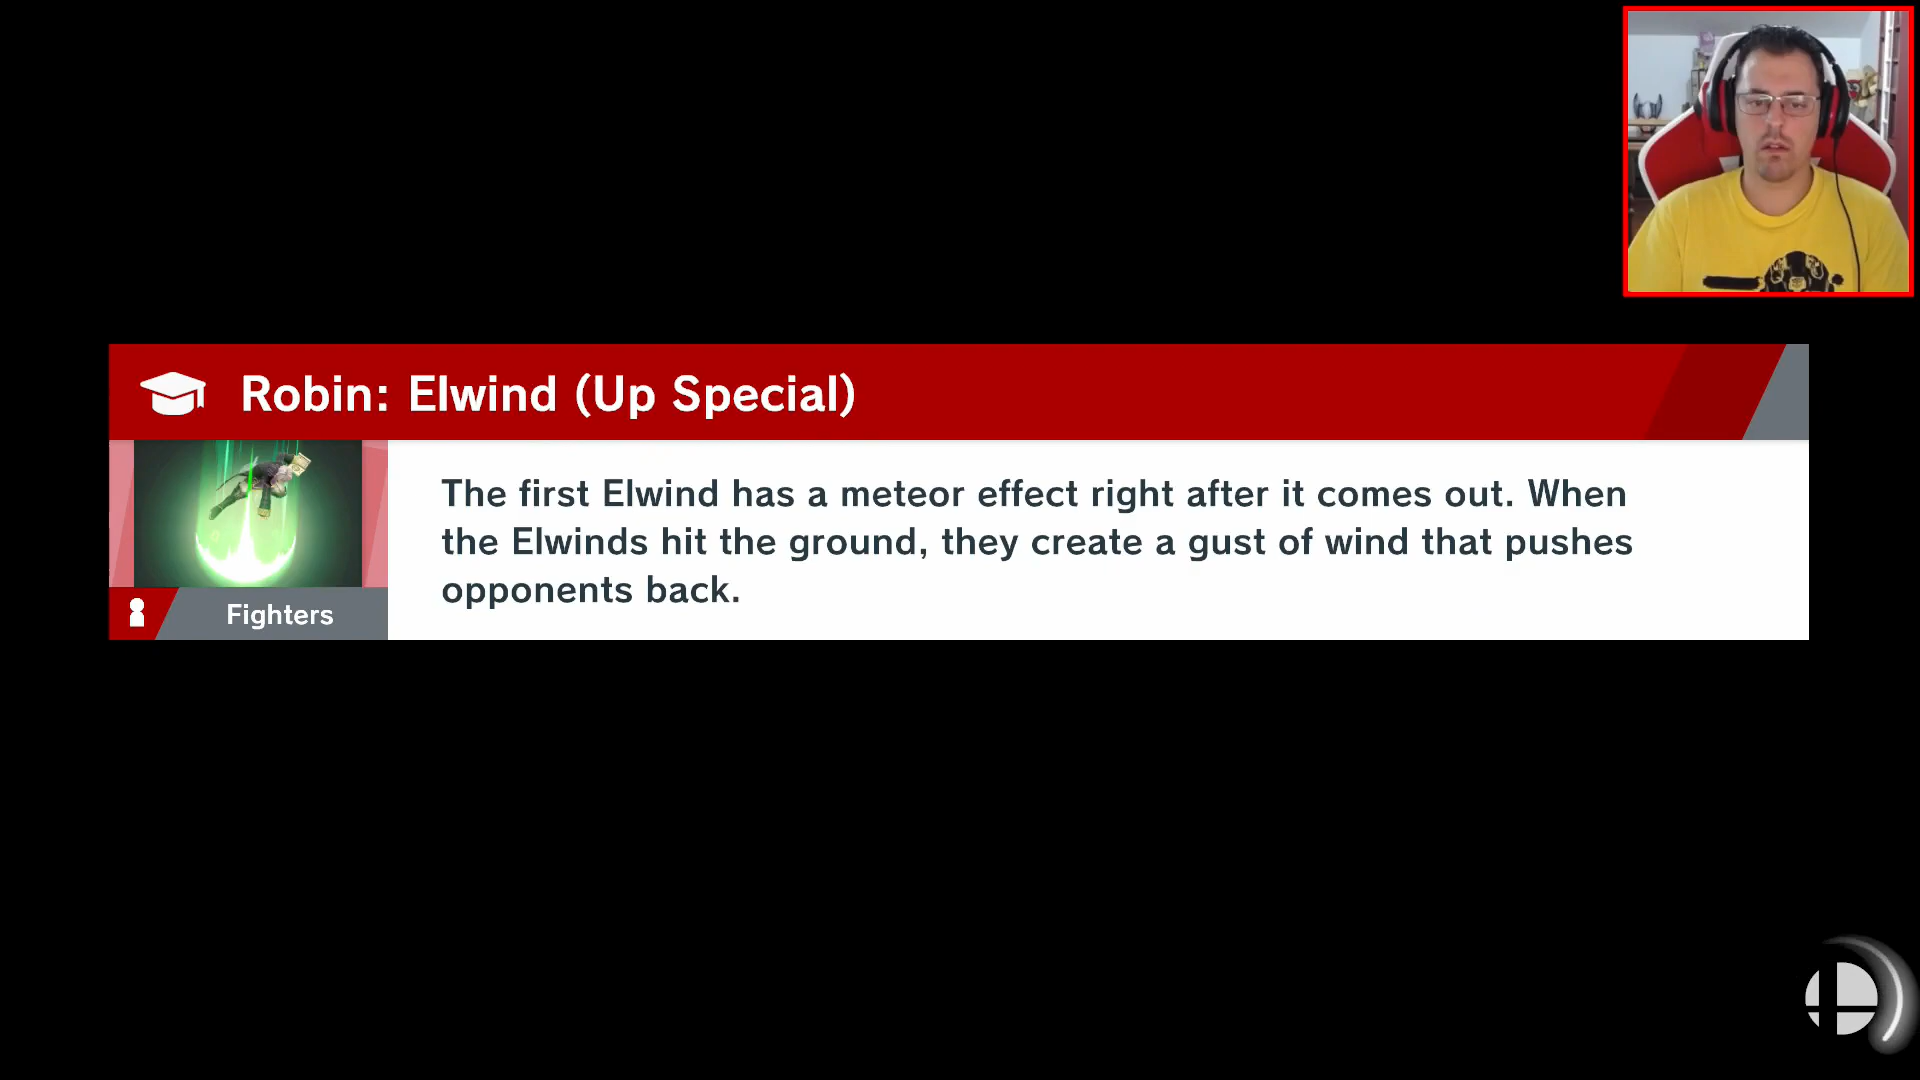 Robin: Elwind (Up Special)
The first Elwind has a meteor effect right after it comes out. When
the Elwinds hit the ground, they create a gust of wind that pushes
opponents back.
Fighters